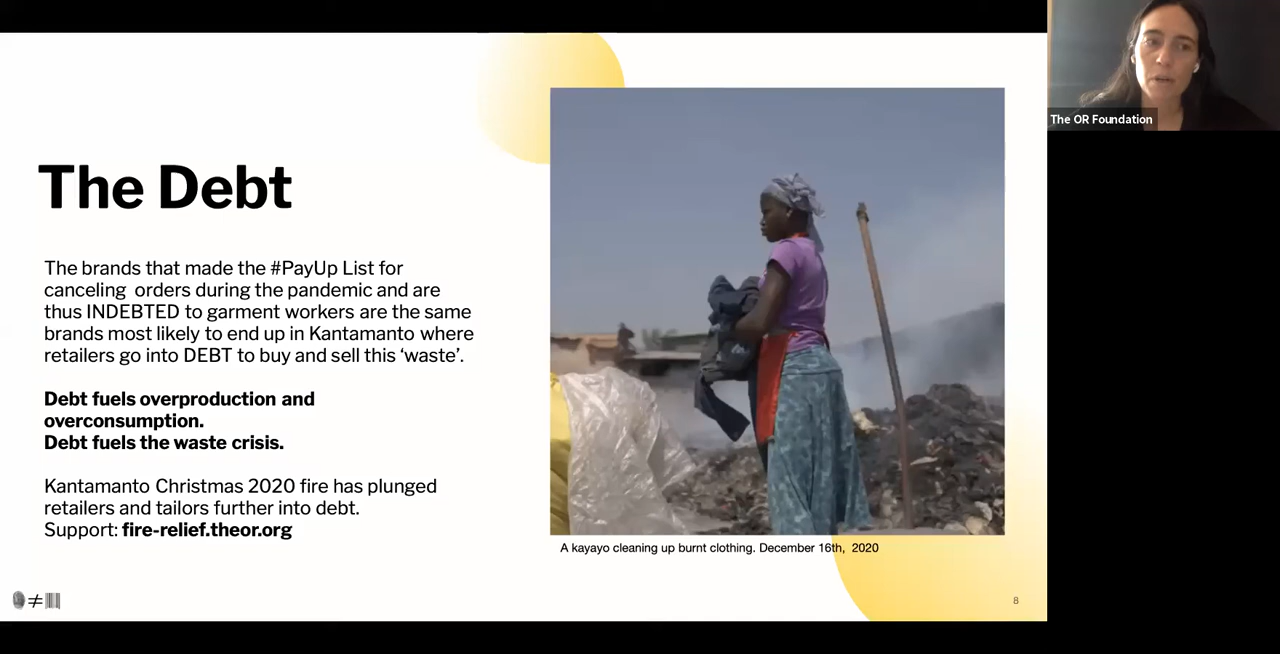 The OR Foundation
The Debt
The brands that made the #PayUp List for
canceling  orders during the pandemic and are
thus INDEBTED to garment workers are the same
brands most likely to end up in Kantamanto where
retailers go into DEBT to buy and sell this ‘waste’.
Debt fuels overproduction and
overconsumption.
Debt fuels the waste crisis.
Kantamanto Christmas 2020 fire has plunged
retailers and tailors further into debt.
Support: fire-relief.theor.org
A kayayo cleaning up burnt clothing. December 16th,  2020
≠
8